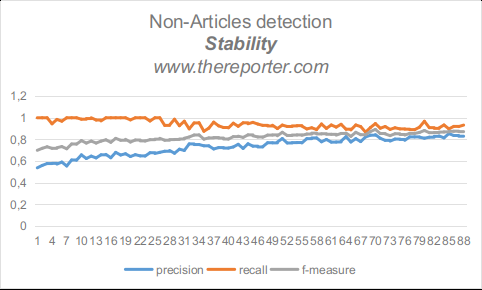 Non-Articles detection
Stability
www.thereporter.com
1,2
1
0,8
0,6
0,4
0,2
0
1 4 7 10 13 16 19 22 25 28 31 34 37 40 43 46 49 52 55 58 61 64 67 70 73 76 79 82 85 88
precision recall f-measure